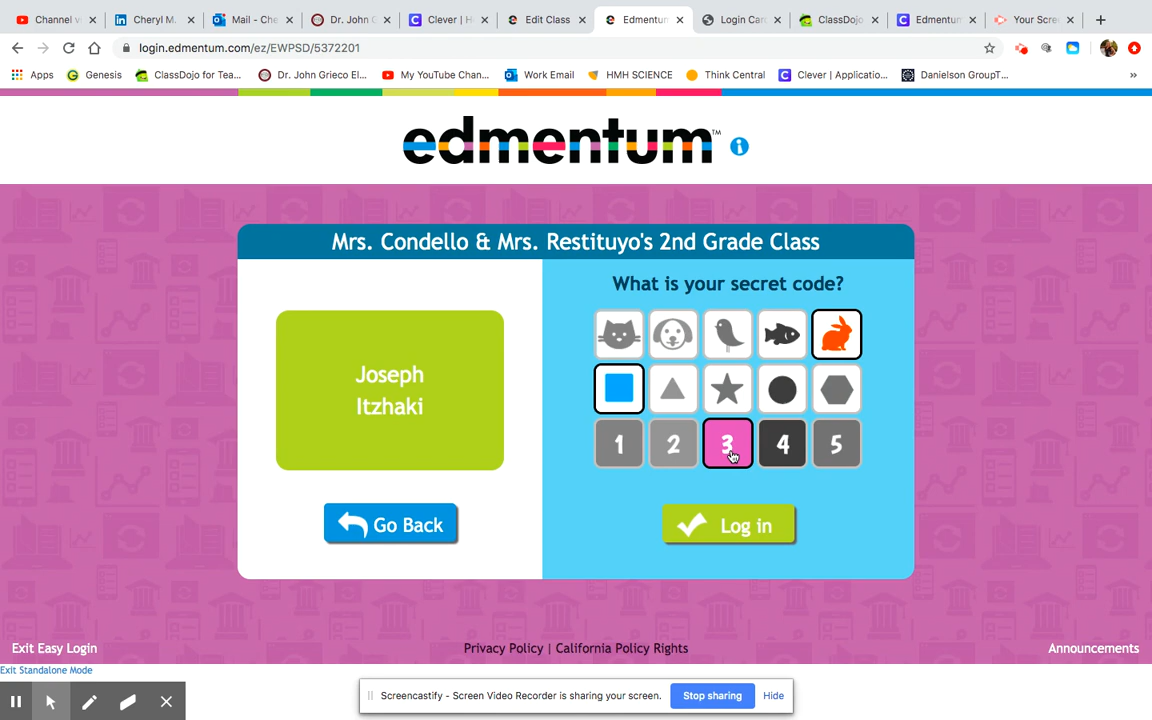 Channel vi
Cheryl M.
Mail - Che
Dr. John G
Clever | H
Edit Class
Edmentum
Login Car
ClassDojo
Edmentum
Your Scre
login.edmentum.com/ez/EWPSD/5372201
Apps
Genesis
ClassDojo for Tea...
Dr. John Grieco El...
My YouTube Chan...
Work Email
HMH SCIENCE
Think Central
Clever | Applicatio...
Danielson GroupT...
edmentum™
Mrs. Condello & Mrs. Restituyo's 2nd Grade Class
What is your secret code?
Joseph
Itzhaki
1 2 3 4 5
Go Back
Log in
Exit Easy Login
Privacy Policy | California Policy Rights
Announcements
Exit Standalone Mode
Screencastify - Screen Video Recorder is sharing your screen.
Stop sharing
Hide